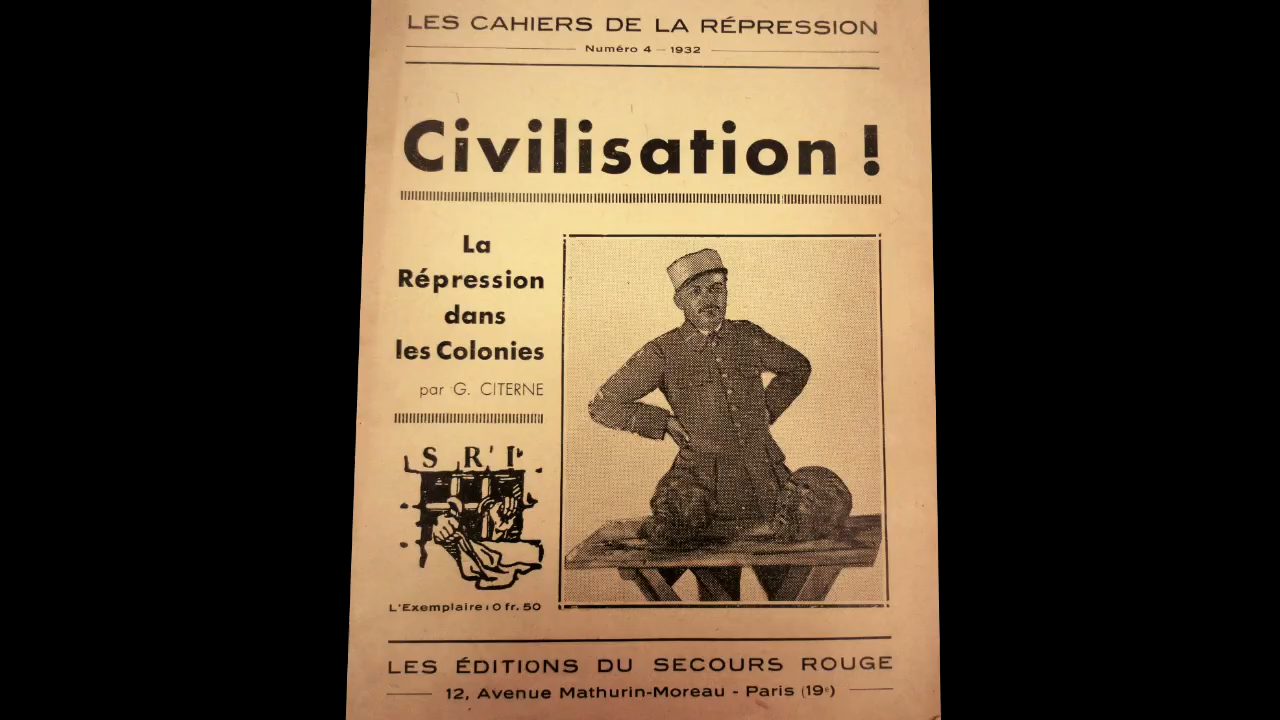 LES CAHIERS DE LA RÉPRESSION
Numéro 4 — 1932
Civilisation !
La
Répression
dans
les Colonies
par G. CITERNE
S R I
L'Exemplaire : 0 fr. 50
LES ÉDITIONS DU SECOURS ROUGE
12, Avenue Mathurin-Moreau - Paris (19e)